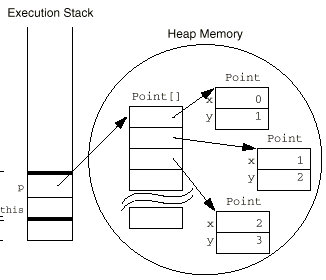 Execution Stack
Heap Memory
Point
Point[]
x 0
y 1
Point
x 1
y 2
p
this
Point
x 2
y 3